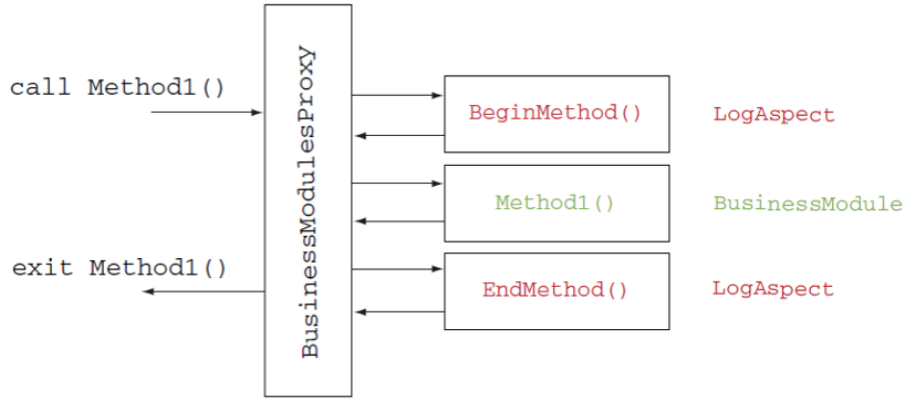 call Method1()
BusinessModulesProxy
BeginMethod()
LogAspect
Method1()
BusinessModule
exit Method1()
EndMethod()
LogAspect